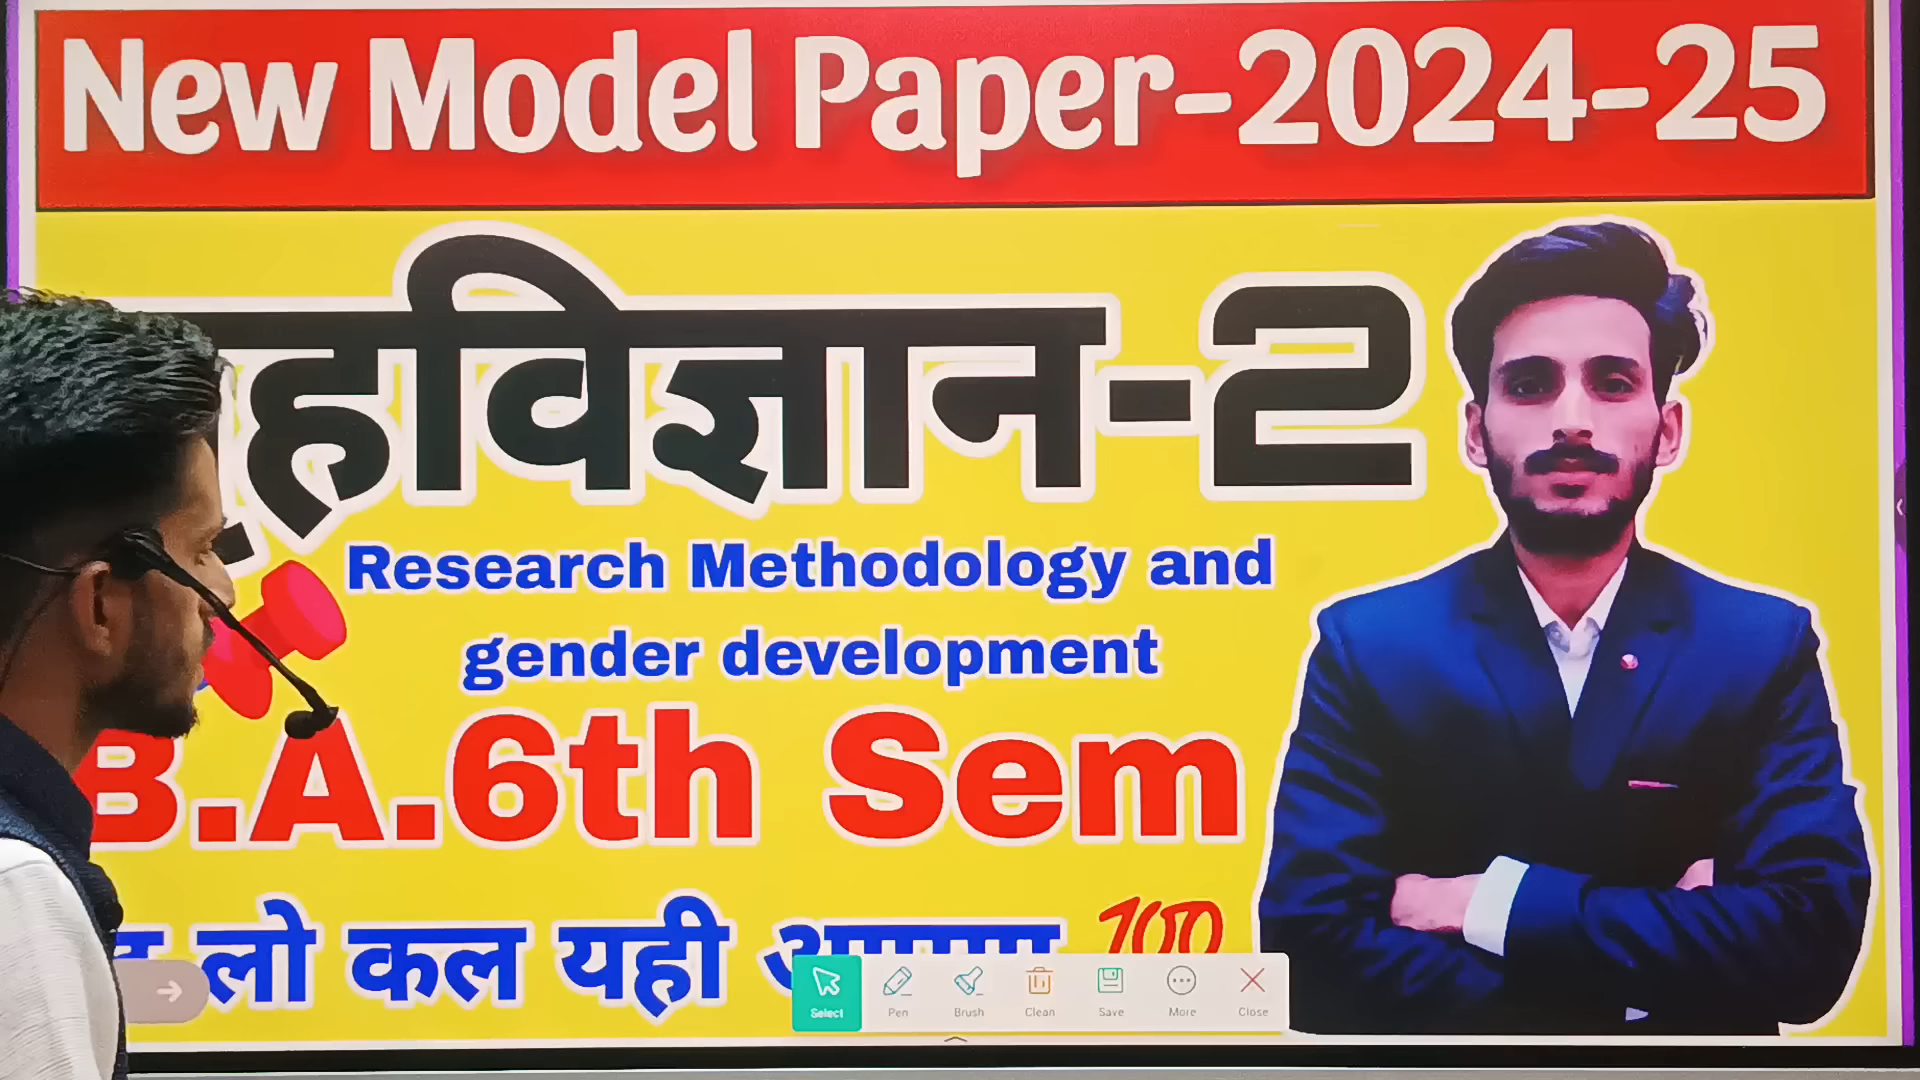 New Model Paper-2024-25
हविज्ञान-2
Research Methodology and
gender development
B.A.6th Sem
लो कल यही
100
Select
Pen
Brush
Clean
Save
More
Close